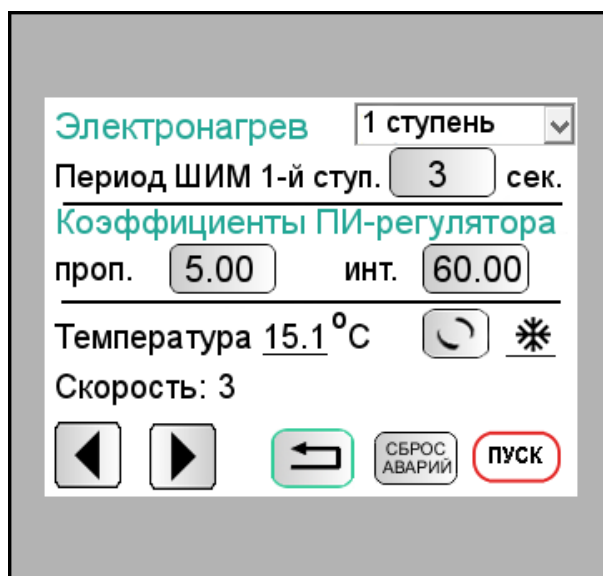 Электронагрев 1 ступень
Период ШИМ 1-й ступ. 3 сек.
Коэффициенты ПИ-регулятора
проп. 5.00 инт. 60.00
Температура 15.1 °C
Скорость: 3
СБРОС АВАРИЙ ПУСК